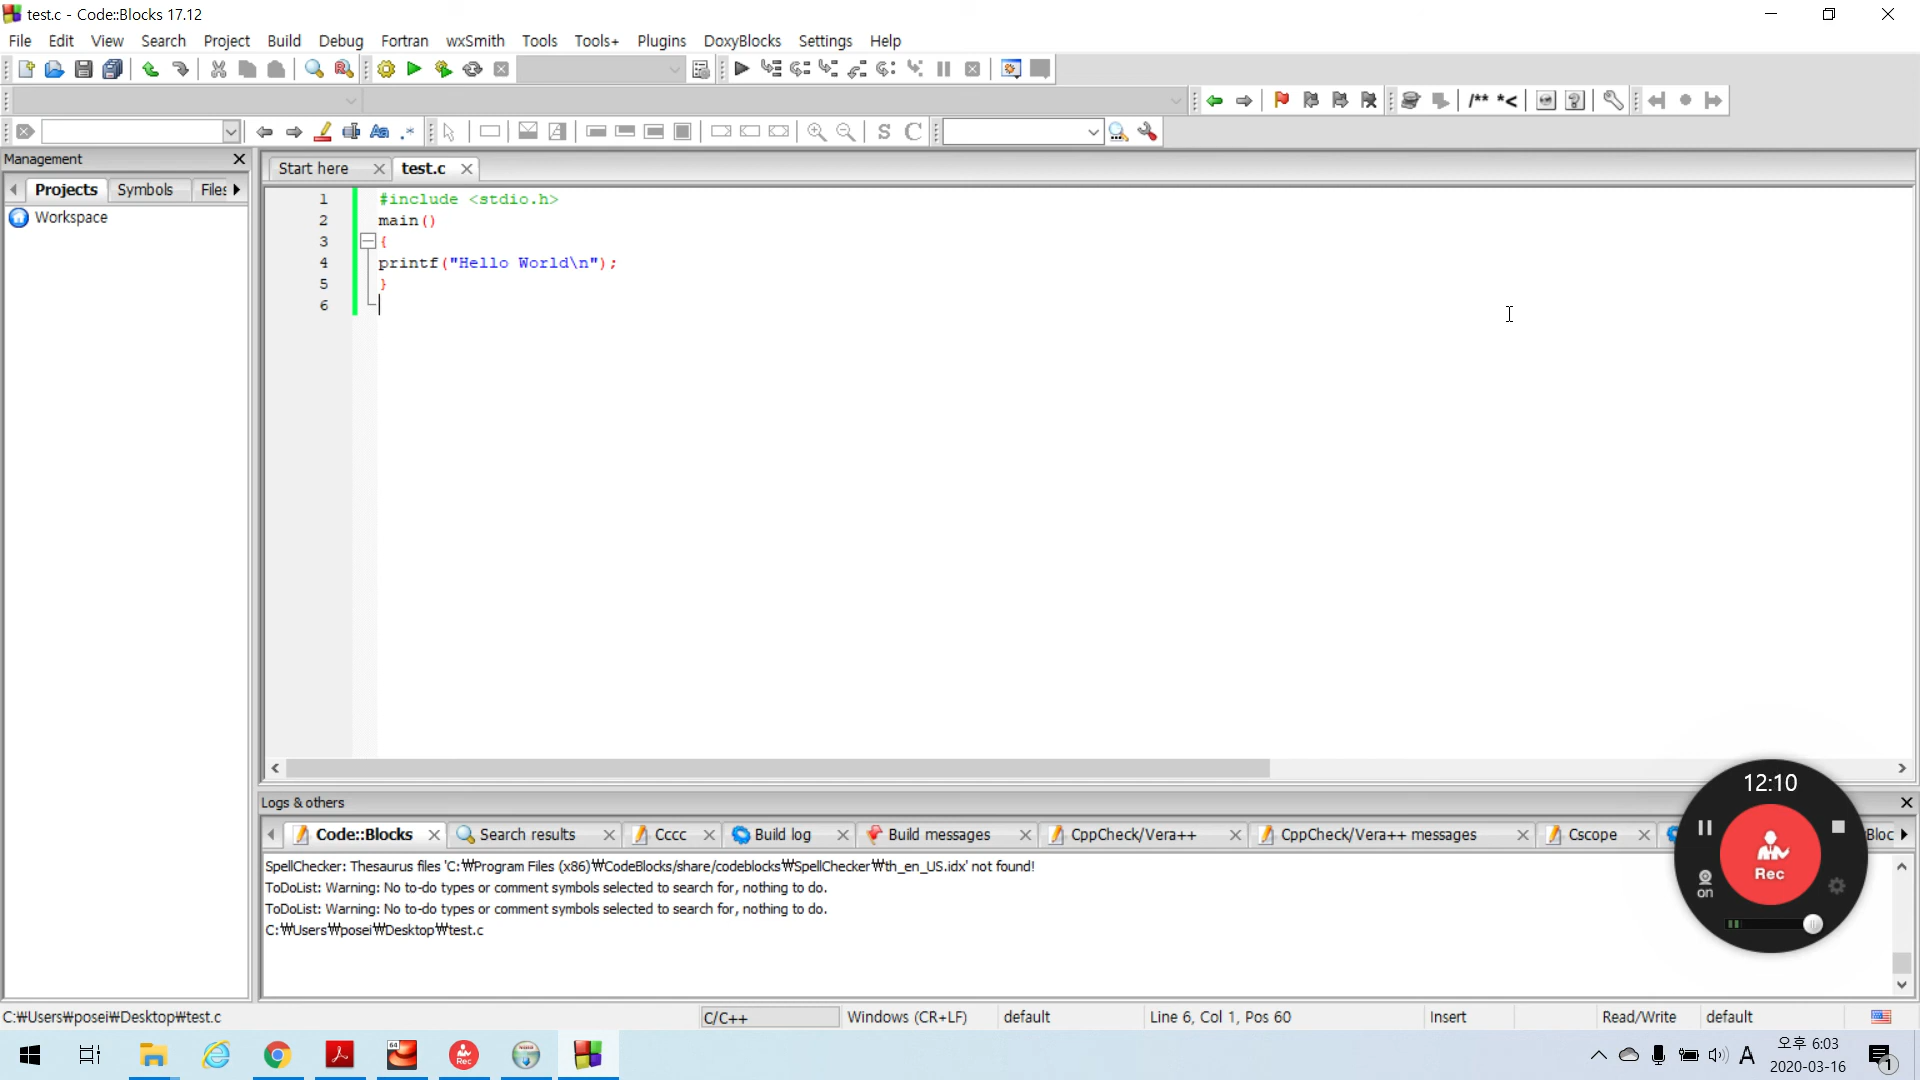 test.c - Code::Blocks 17.12
File Edit View Search Project Build Debug Fortran wxSmith Tools Tools+ Plugins DoxyBlocks Settings Help
/** *<
Aa .*
S C
Management
Start here test.c
Projects Symbols Files
Workspace
1 #include <stdio.h>
2 main()
3 {
4 printf("Hello World\n");
5 }
6
12:10
Rec
on
Logs & others
Code::Blocks Search results Cccc Build log Build messages CppCheck/Vera++ CppCheck/Vera++ messages Cscope Bloc
SpellChecker: Thesaurus files 'C:₩Program Files (x86)₩CodeBlocks/share/codeblocks₩SpellChecker₩th_en_US.idx' not found!
ToDoList: Warning: No to-do types or comment symbols selected to search for, nothing to do.
ToDoList: Warning: No to-do types or comment symbols selected to search for, nothing to do.
C:₩Users₩posei₩Desktop₩test.c
C:₩Users₩posei₩Desktop₩test.c C/C++ Windows (CR+LF) default Line 6, Col 1, Pos 60 Insert Read/Write default
64
Rec
A
오후 6:03
2020-03-16
1